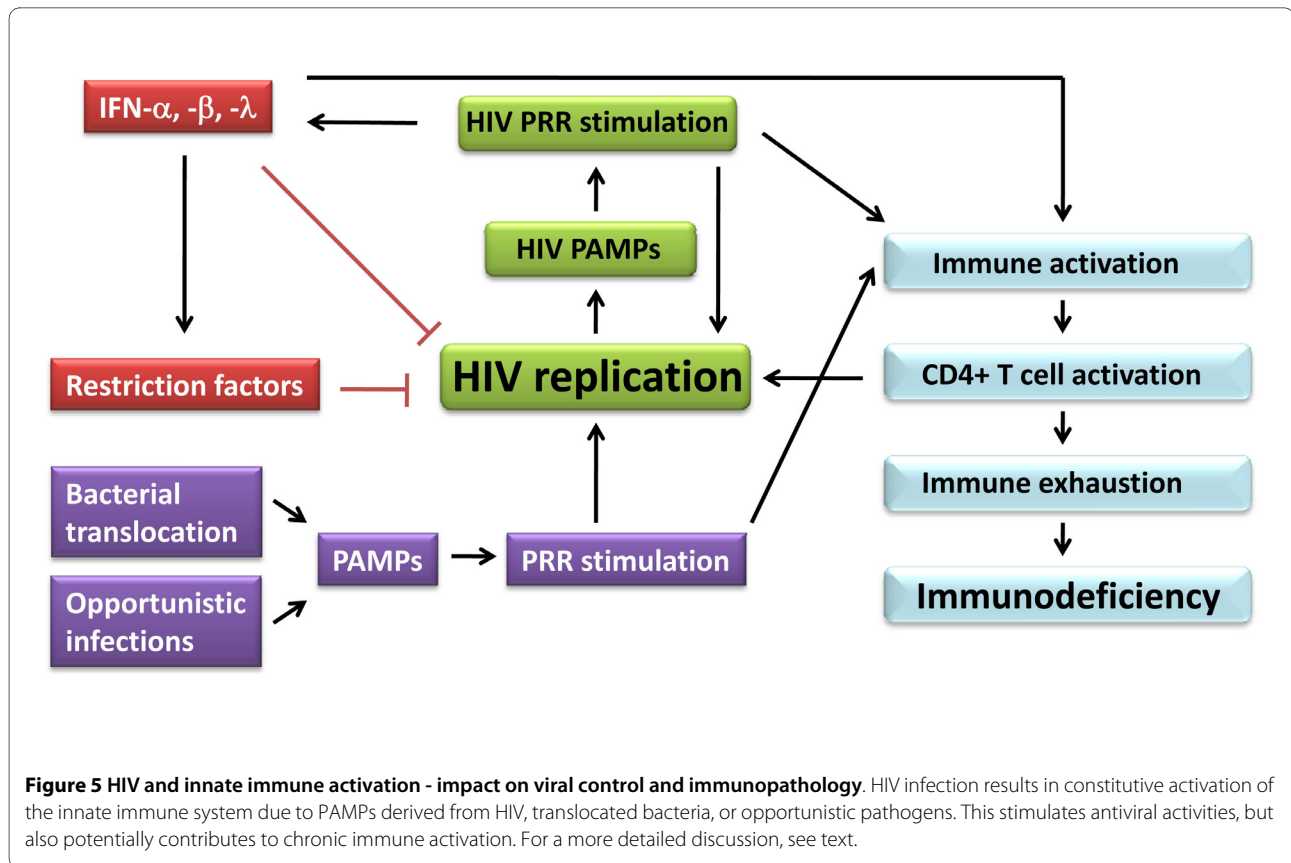 IFN-α, -β, -λ
HIV PRR stimulation
HIV PAMPs
Immune activation
Restriction factors
HIV replication
CD4+ T cell activation
Bacterial
translocation
Immune exhaustion
PAMPs
PRR stimulation
Opportunistic
infections
Immunodeficiency
Figure 5 HIV and innate immune activation - impact on viral control and immunopathology. HIV infection results in constitutive activation of
the innate immune system due to PAMPs derived from HIV, translocated bacteria, or opportunistic pathogens. This stimulates antiviral activities, but
also potentially contributes to chronic immune activation. For a more detailed discussion, see text.